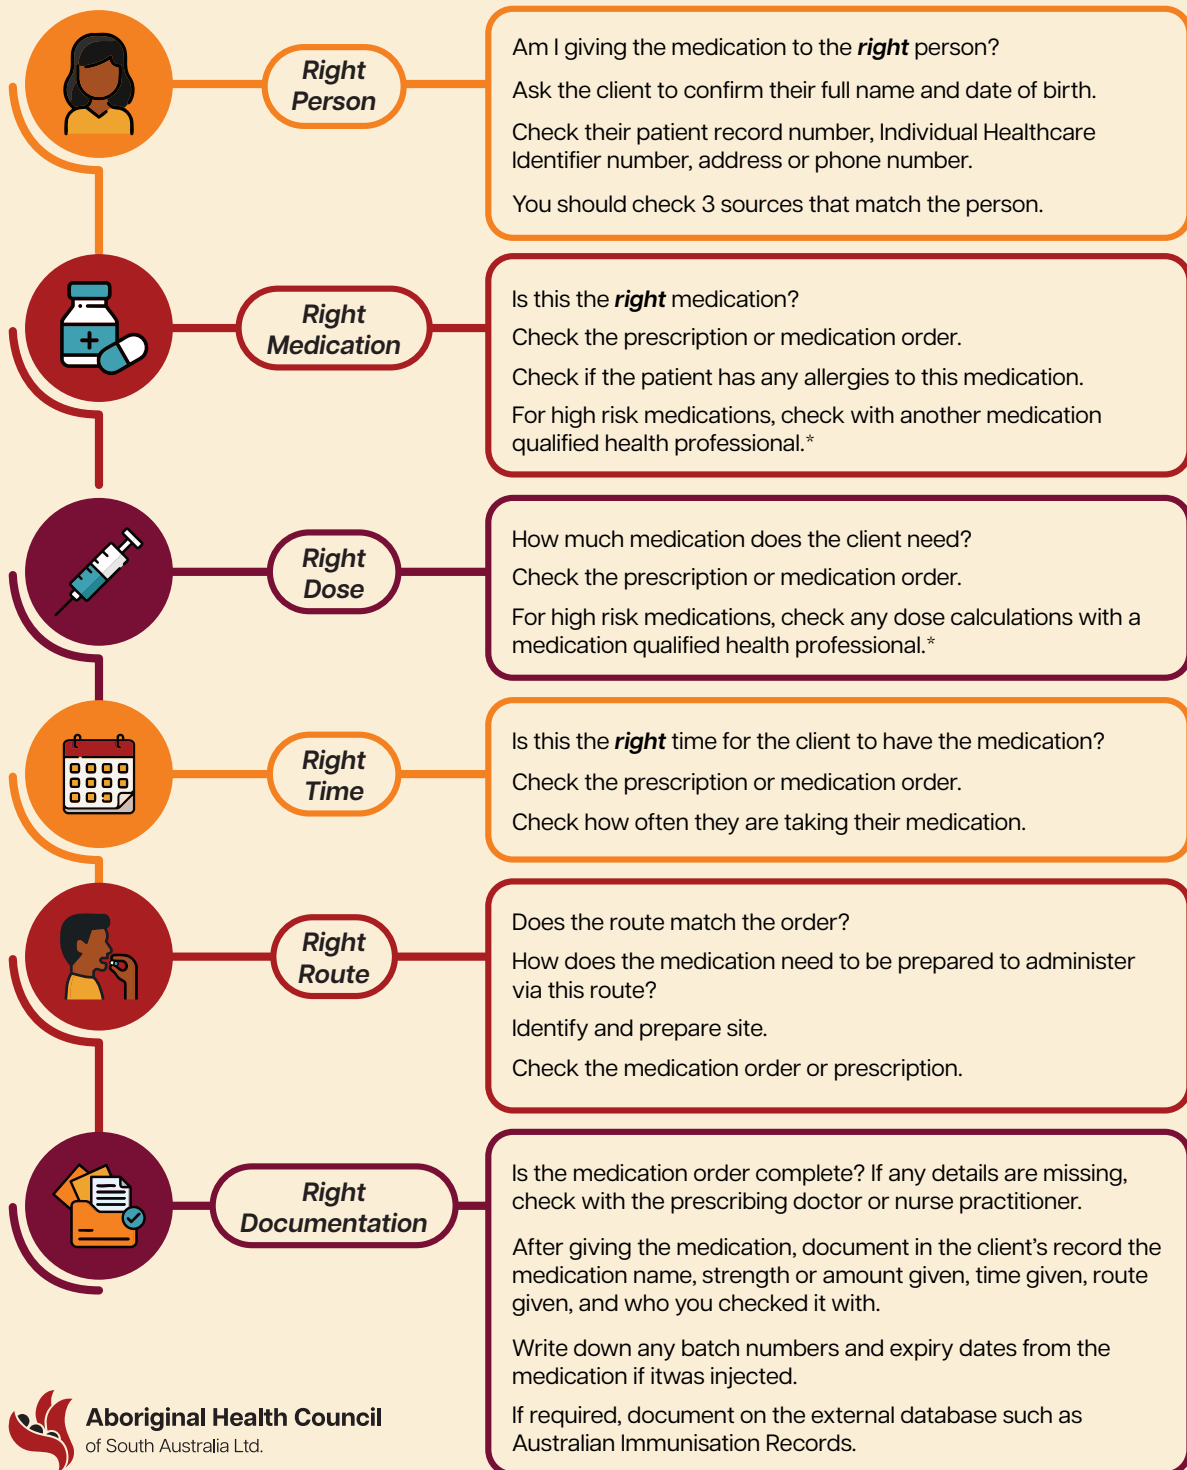 Right
Person
Am I giving the medication to the right person?
Ask the client to confirm their full name and date of birth.
Check their patient record number, Individual Healthcare
Identifier number, address or phone number.
You should check 3 sources that match the person.
Right
Medication
Is this the right medication?
Check the prescription or medication order.
Check if the patient has any allergies to this medication.
For high risk medications, check with another medication
qualified health professional.*
Right
Dose
How much medication does the client need?
Check the prescription or medication order.
For high risk medications, check any dose calculations with a
medication qualified health professional.*
Right
Time
Is this the right time for the client to have the medication?
Check the prescription or medication order.
Check how often they are taking their medication.
Right
Route
Does the route match the order?
How does the medication need to be prepared to administer
via this route?
Identify and prepare site.
Check the medication order or prescription.
Right
Documentation
Is the medication order complete? If any details are missing,
check with the prescribing doctor or nurse practitioner.
After giving the medication, document in the client’s record the
medication name, strength or amount given, time given, route
given, and who you checked it with.
Write down any batch numbers and expiry dates from the
medication if itwas injected.
If required, document on the external database such as
Australian Immunisation Records.
Aboriginal Health Council
of South Australia Ltd.